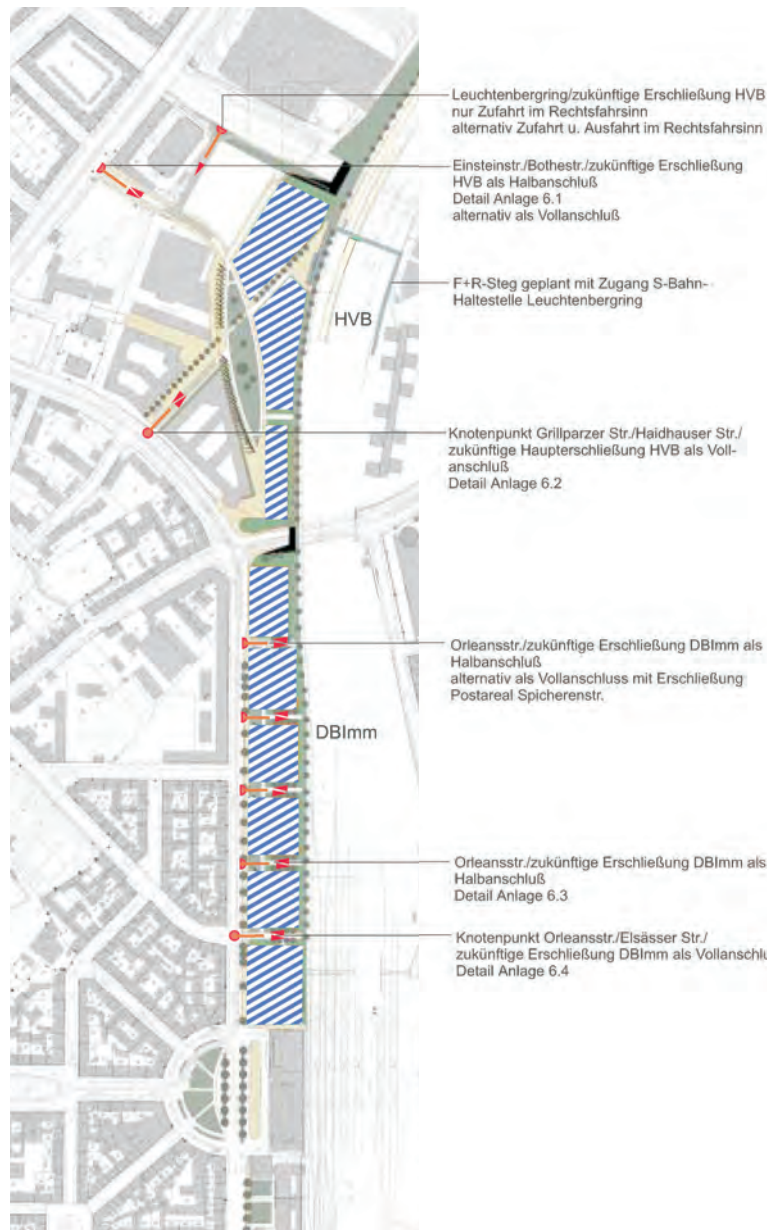 Leuchtenbergring/zukünftige Erschließung HVB
nur Zufahrt im Rechtsfahrsinn
alternativ Zufahrt u. Ausfahrt im Rechtsfahrsinn
Einsteinstr./Bothestr./zukünftige Erschließung
HVB als Halbanschluß
Detail Anlage 6.1
alternativ als Vollanschluß
F+R-Steg geplant mit Zugang S-Bahn-
Haltestelle Leuchtenbergring
HVB
Knotenpunkt Grillparzer Str./Haidhauser Str./
zukünftige Haupterschließung HVB als Voll-
anschluß
Detail Anlage 6.2
Orleansstr./zukünftige Erschließung DBImm als
Halbanschluß
alternativ als Vollanschluss mit Erschließung
Postareal Spicherenstr.
DBImm
Orleansstr./zukünftige Erschließung DBImm als
Halbanschluß
Detail Anlage 6.3
Knotenpunkt Orleansstr./Elsässer Str./
zukünftige Erschließung DBImm als Vollanschlu
Detail Anlage 6.4